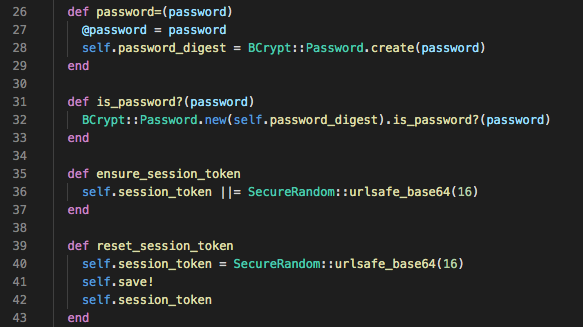 26 def password=(password)
27 @password = password
28 self.password_digest = BCrypt::Password.create(password)
29 end
30
31 def is_password?(password)
32 BCrypt::Password.new(self.password_digest).is_password?(password)
33 end
34
35 def ensure_session_token
36 self.session_token ||= SecureRandom::urlsafe_base64(16)
37 end
38
39 def reset_session_token
40 self.session_token = SecureRandom::urlsafe_base64(16)
41 self.save!
42 self.session_token
43 end